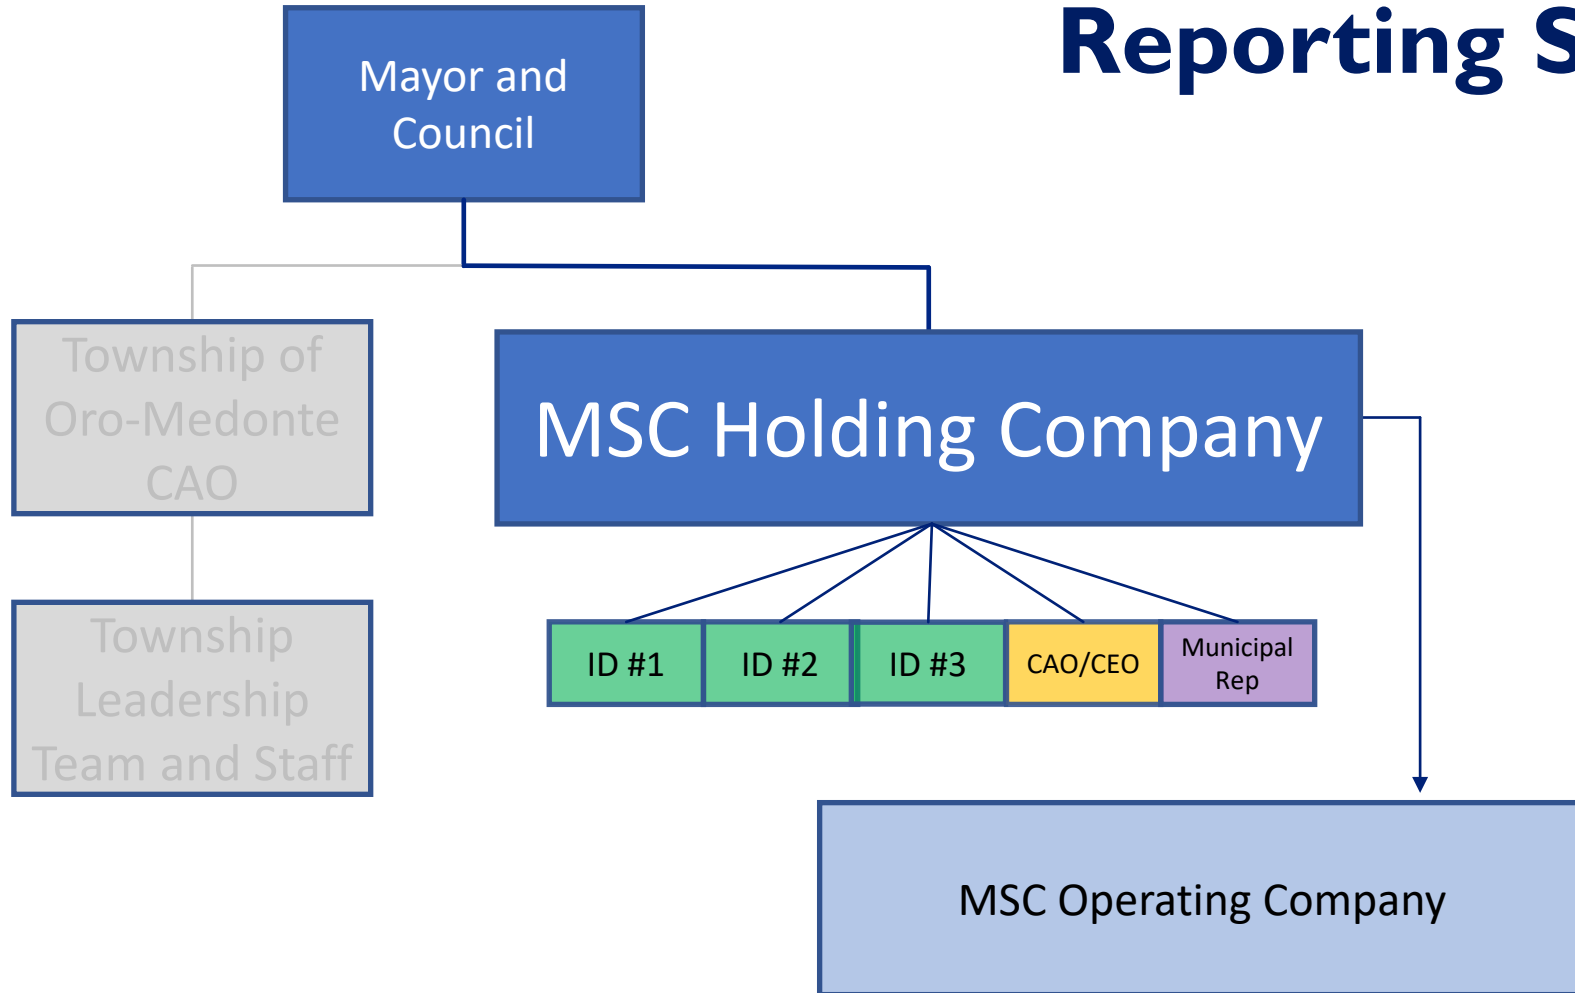 Reporting S
Mayor and
Council
Township of
Oro-Medonte
CAO
MSC Holding Company
Township
Leadership
Team and Staff
ID #1
ID #2
ID #3
CAO/CEO
Municipal
Rep
MSC Operating Company